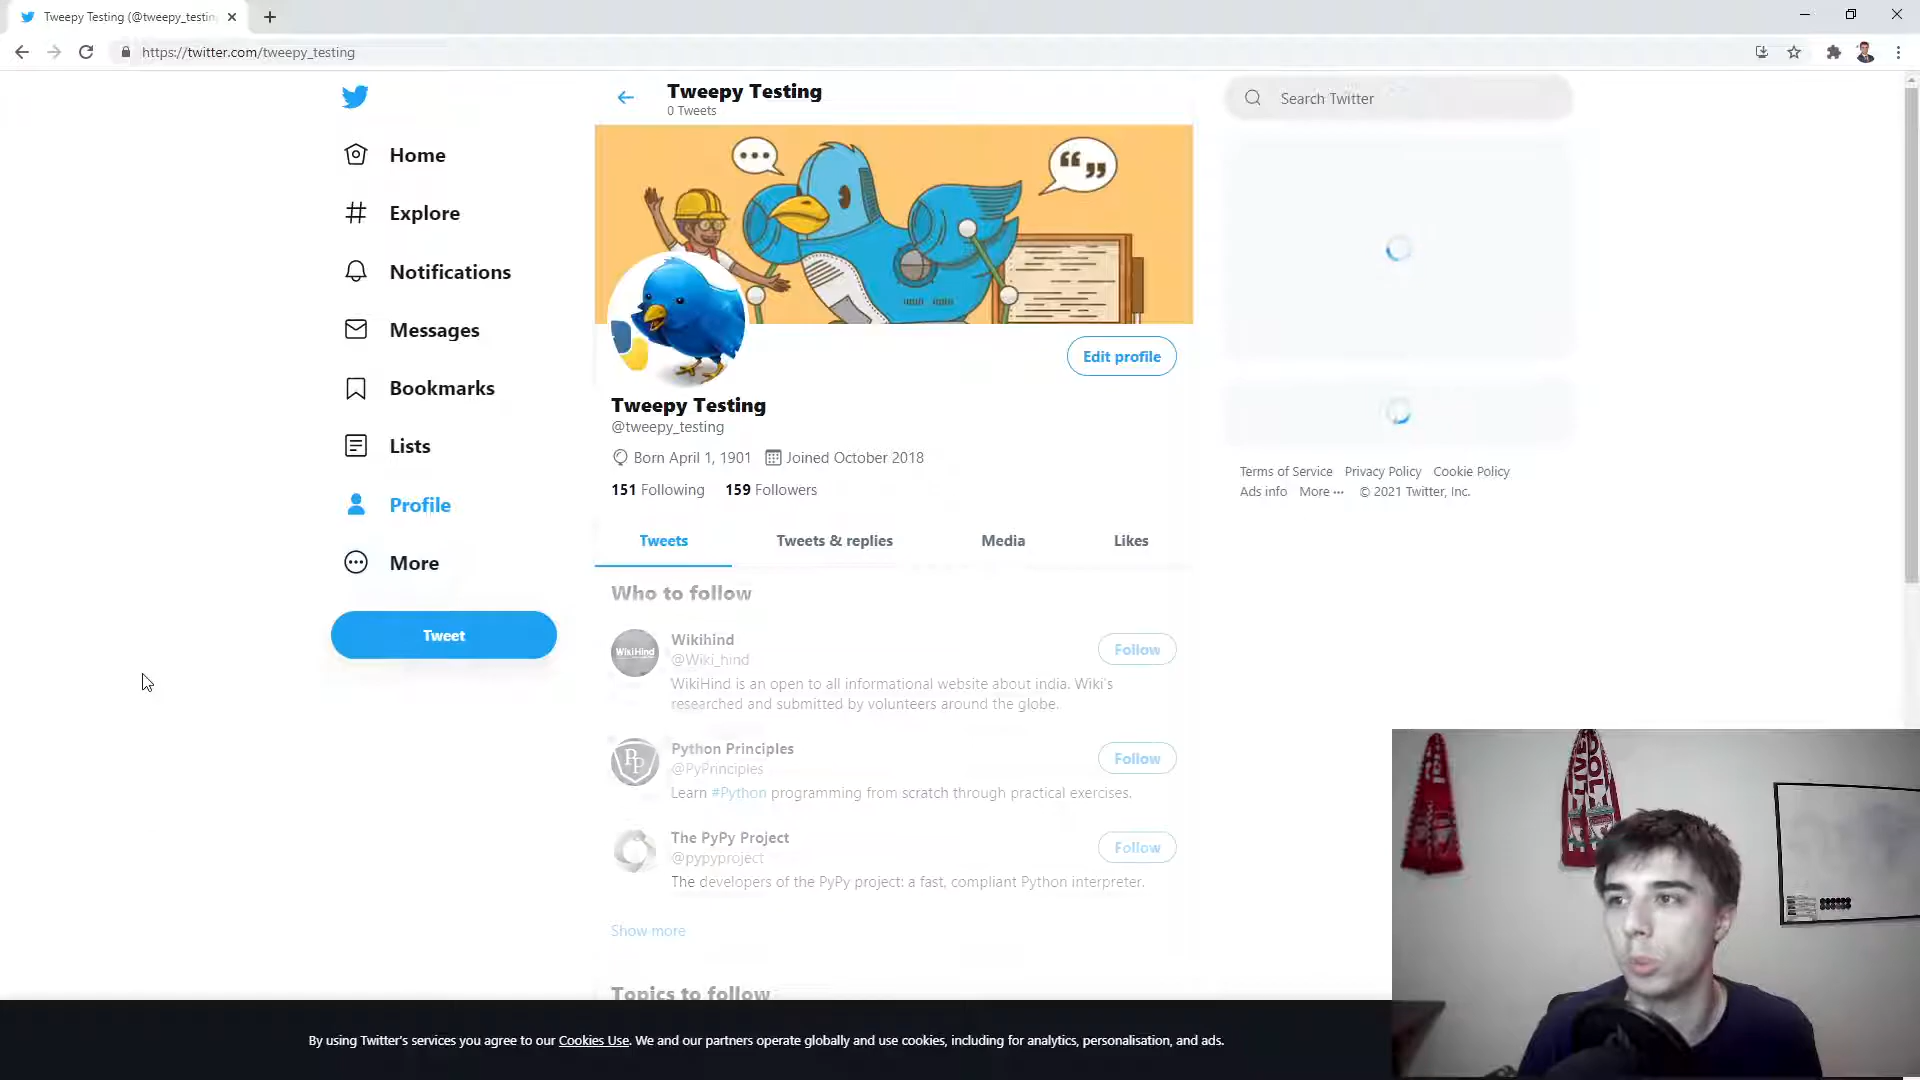 Tweepy Testing (@tweepy_testin
https://twitter.com/tweepy_testing
Home
Explore
Notifications
Messages
Bookmarks
Lists
Profile
More
Tweet
Tweepy Testing
0 Tweets
Edit profile
Tweepy Testing
@tweepy_testing
Born April 1, 1901 Joined October 2018
151 Following 159 Followers
Tweets Tweets & replies Media Likes
Who to follow
WikiHind
Wikihind
@Wiki_hind
Follow
WikiHind is an open to all informational website about india. Wiki's
researched and submitted by volunteers around the globe.
PP
Python Principles
@PyPrinciples
Follow
Learn #Python programming from scratch through practical exercises.
The PyPy Project
@pypyproject
Follow
The developers of the PyPy project: a fast, compliant Python interpreter.
Show more
Topics to follow
Search Twitter
Terms of Service Privacy Policy Cookie Policy
Ads info More ··· © 2021 Twitter, Inc.
By using Twitter's services you agree to our Cookies Use. We and our partners operate globally and use cookies, including for analytics, personalisation, and ads.